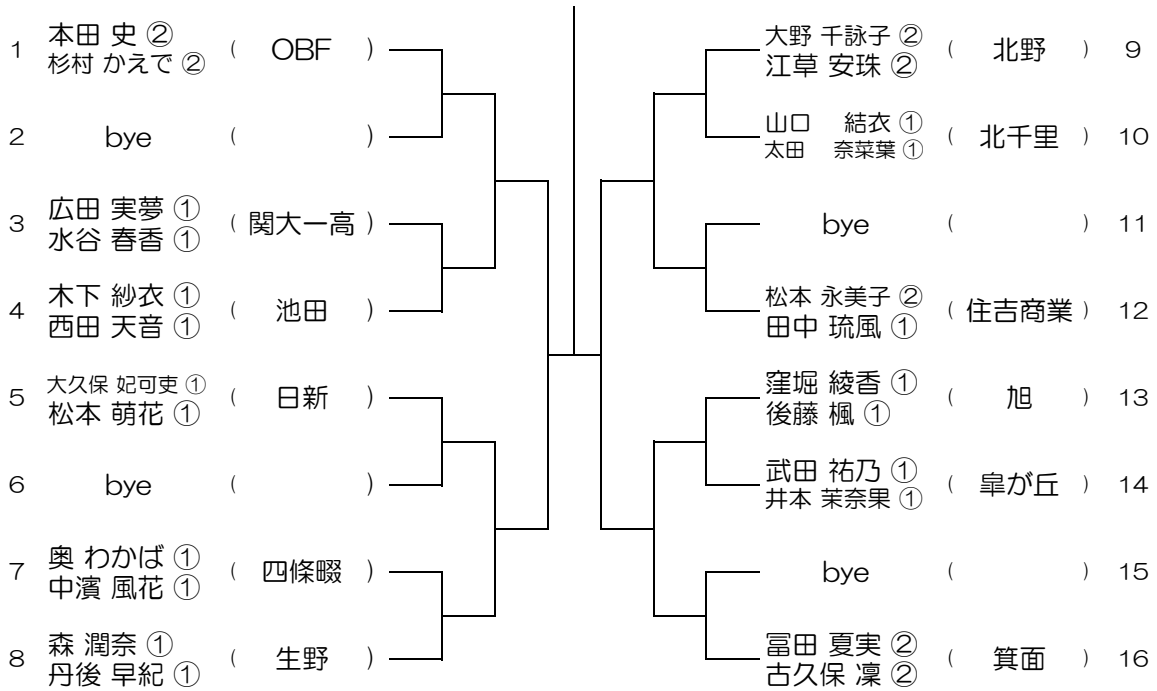 1 本田 史 ② 杉村 かえで ② ( OBF )
2 bye ( )
3 広田 実夢 ① 水谷 春香 ① ( 関大一高 )
4 木下 紗衣 ① 西田 天音 ① ( 池田 )
5 大久保 妃可吏 ① 松本 萌花 ① ( 日新 )
6 bye ( )
7 奥 わかば ① 中濱 風花 ① ( 四條畷 )
8 森 潤奈 ① 丹後 早紀 ① ( 生野 )
大野 千詠子 ② 江草 安珠 ② ( 北野 ) 9
山口 結衣 ① 太田 奈菜葉 ① ( 北千里 ) 10
bye ( ) 11
松本 永美子 ② 田中 琉風 ① ( 住吉商業 ) 12
窪堀 綾香 ① 後藤 楓 ① ( 旭 ) 13
武田 祐乃 ① 井本 茉奈果 ① ( 皐が丘 ) 14
bye ( ) 15
冨田 夏実 ② 古久保 凜 ② ( 箕面 ) 16